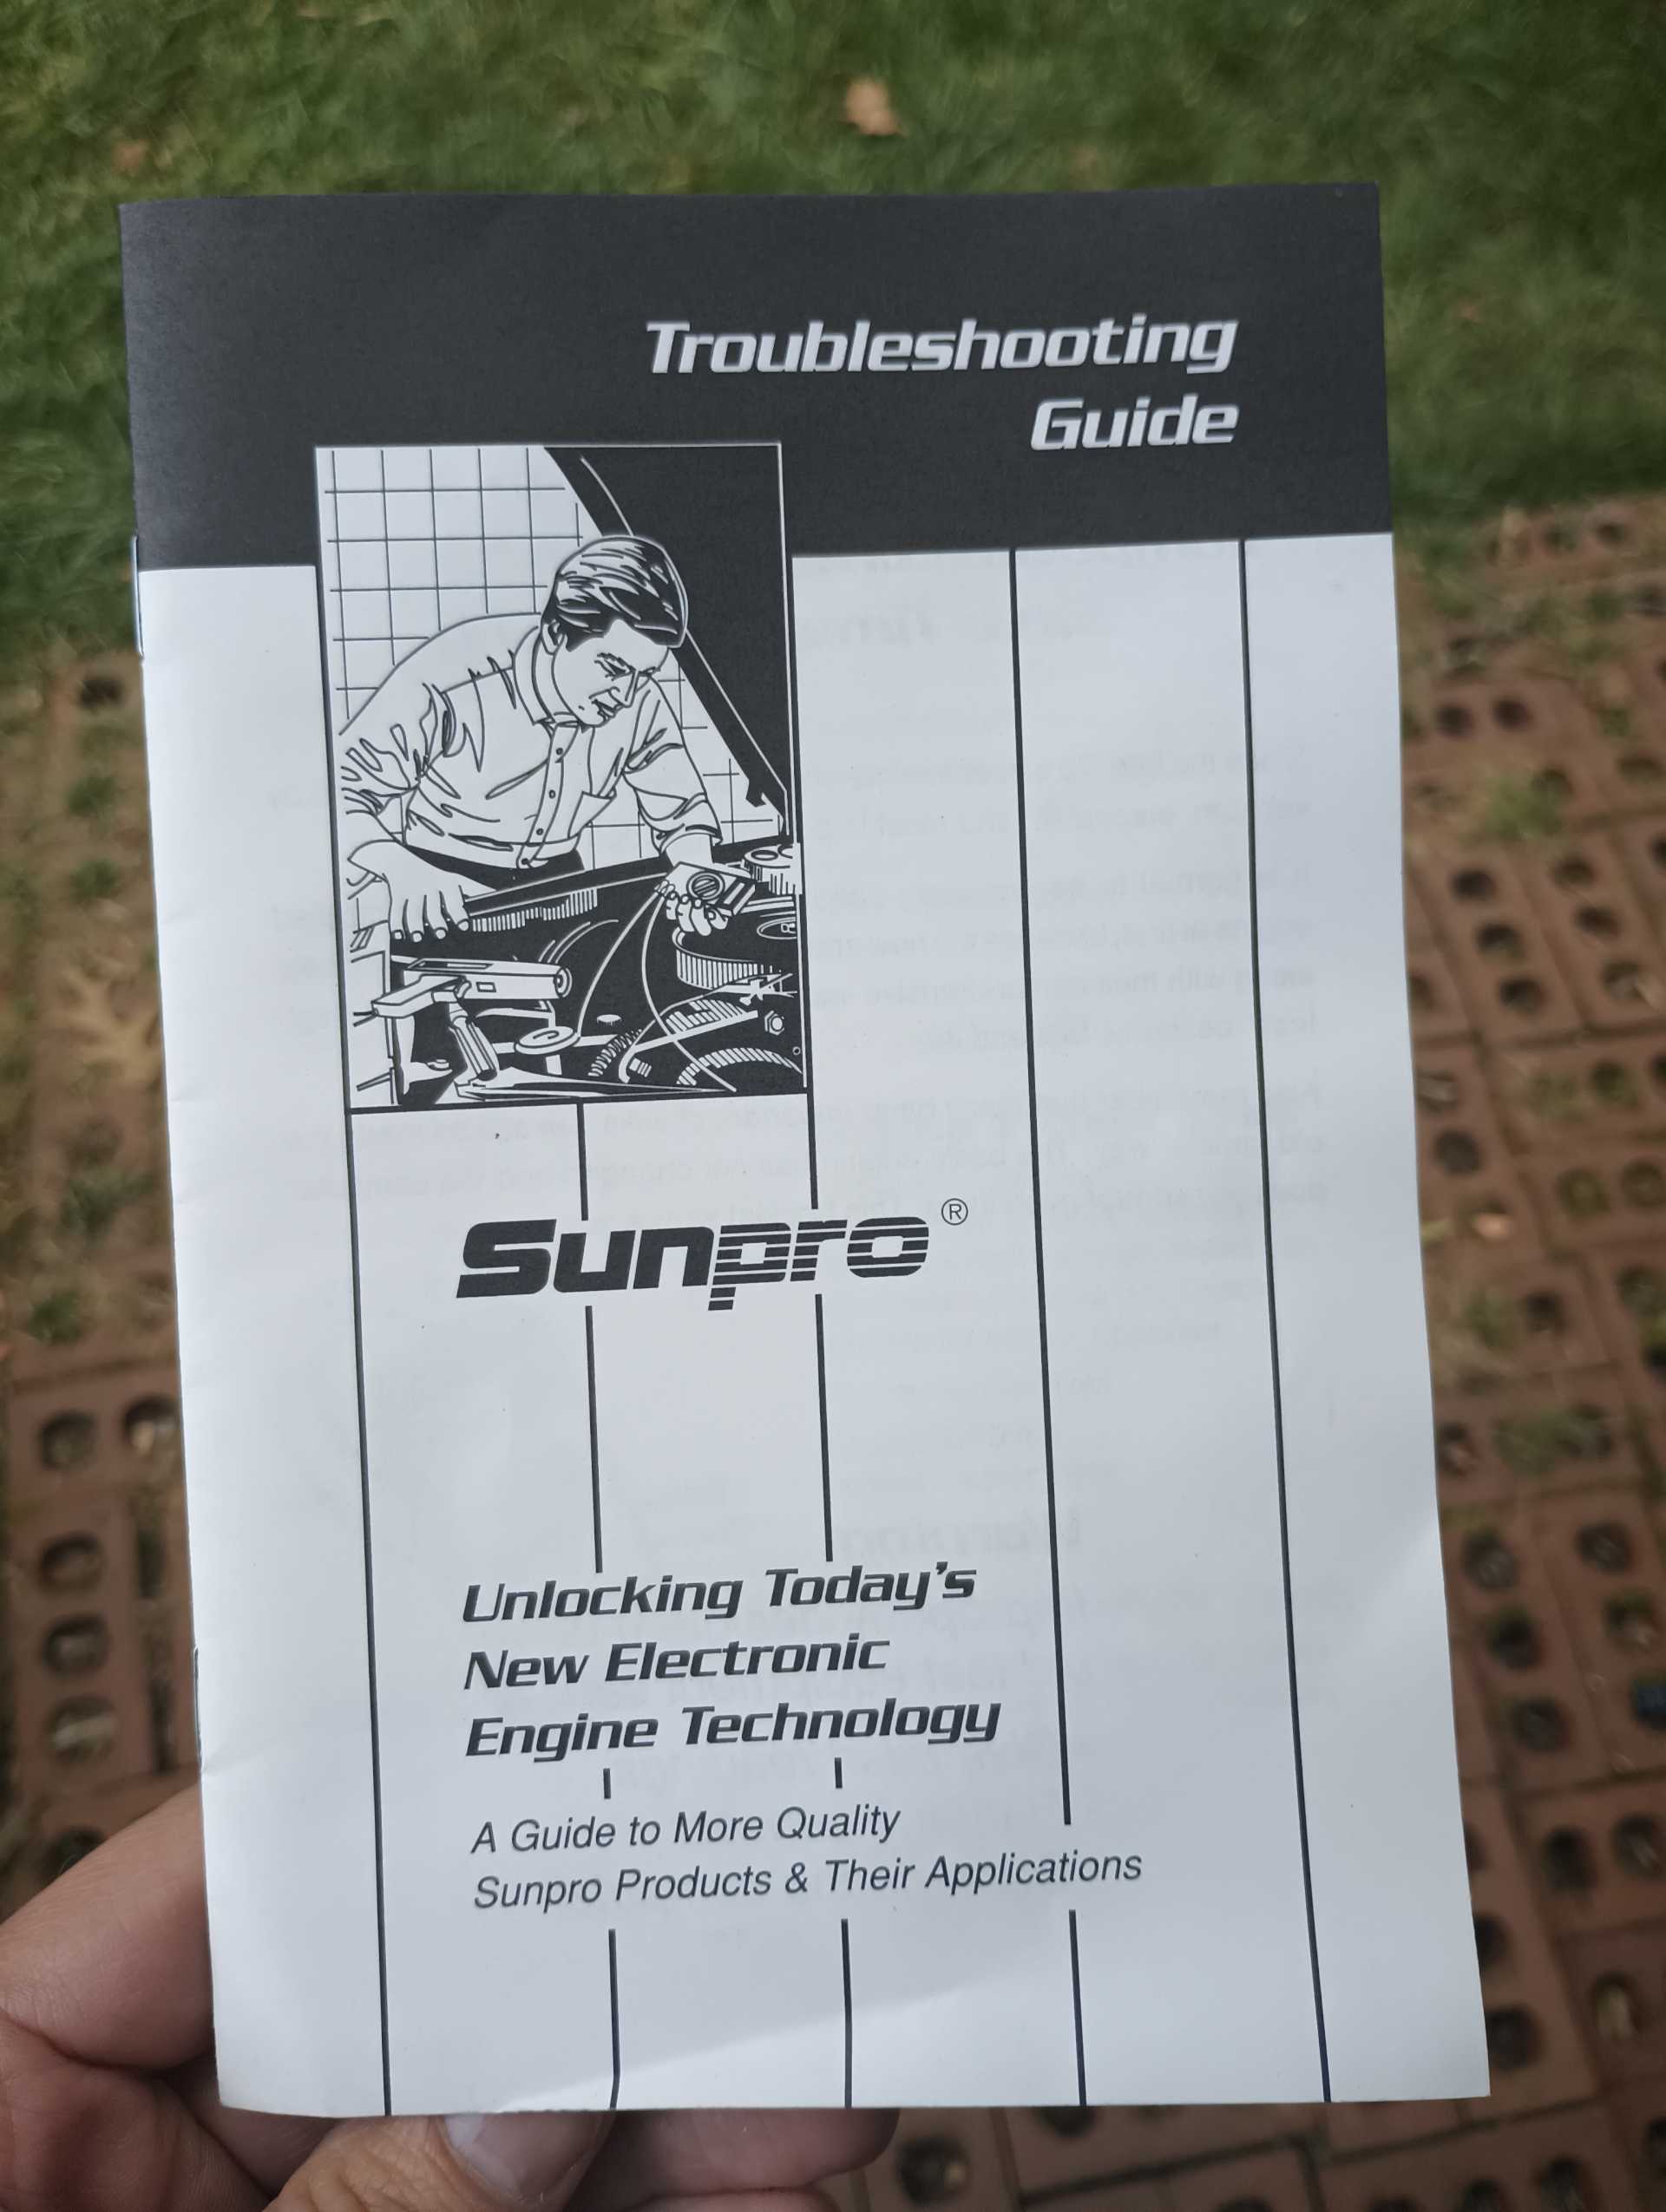 Troubleshooting
Guide
Sunpro®
Unlocking Today's
New Electronic
Engine Technology
A Guide to More Quality
Sunpro Products & Their Applications